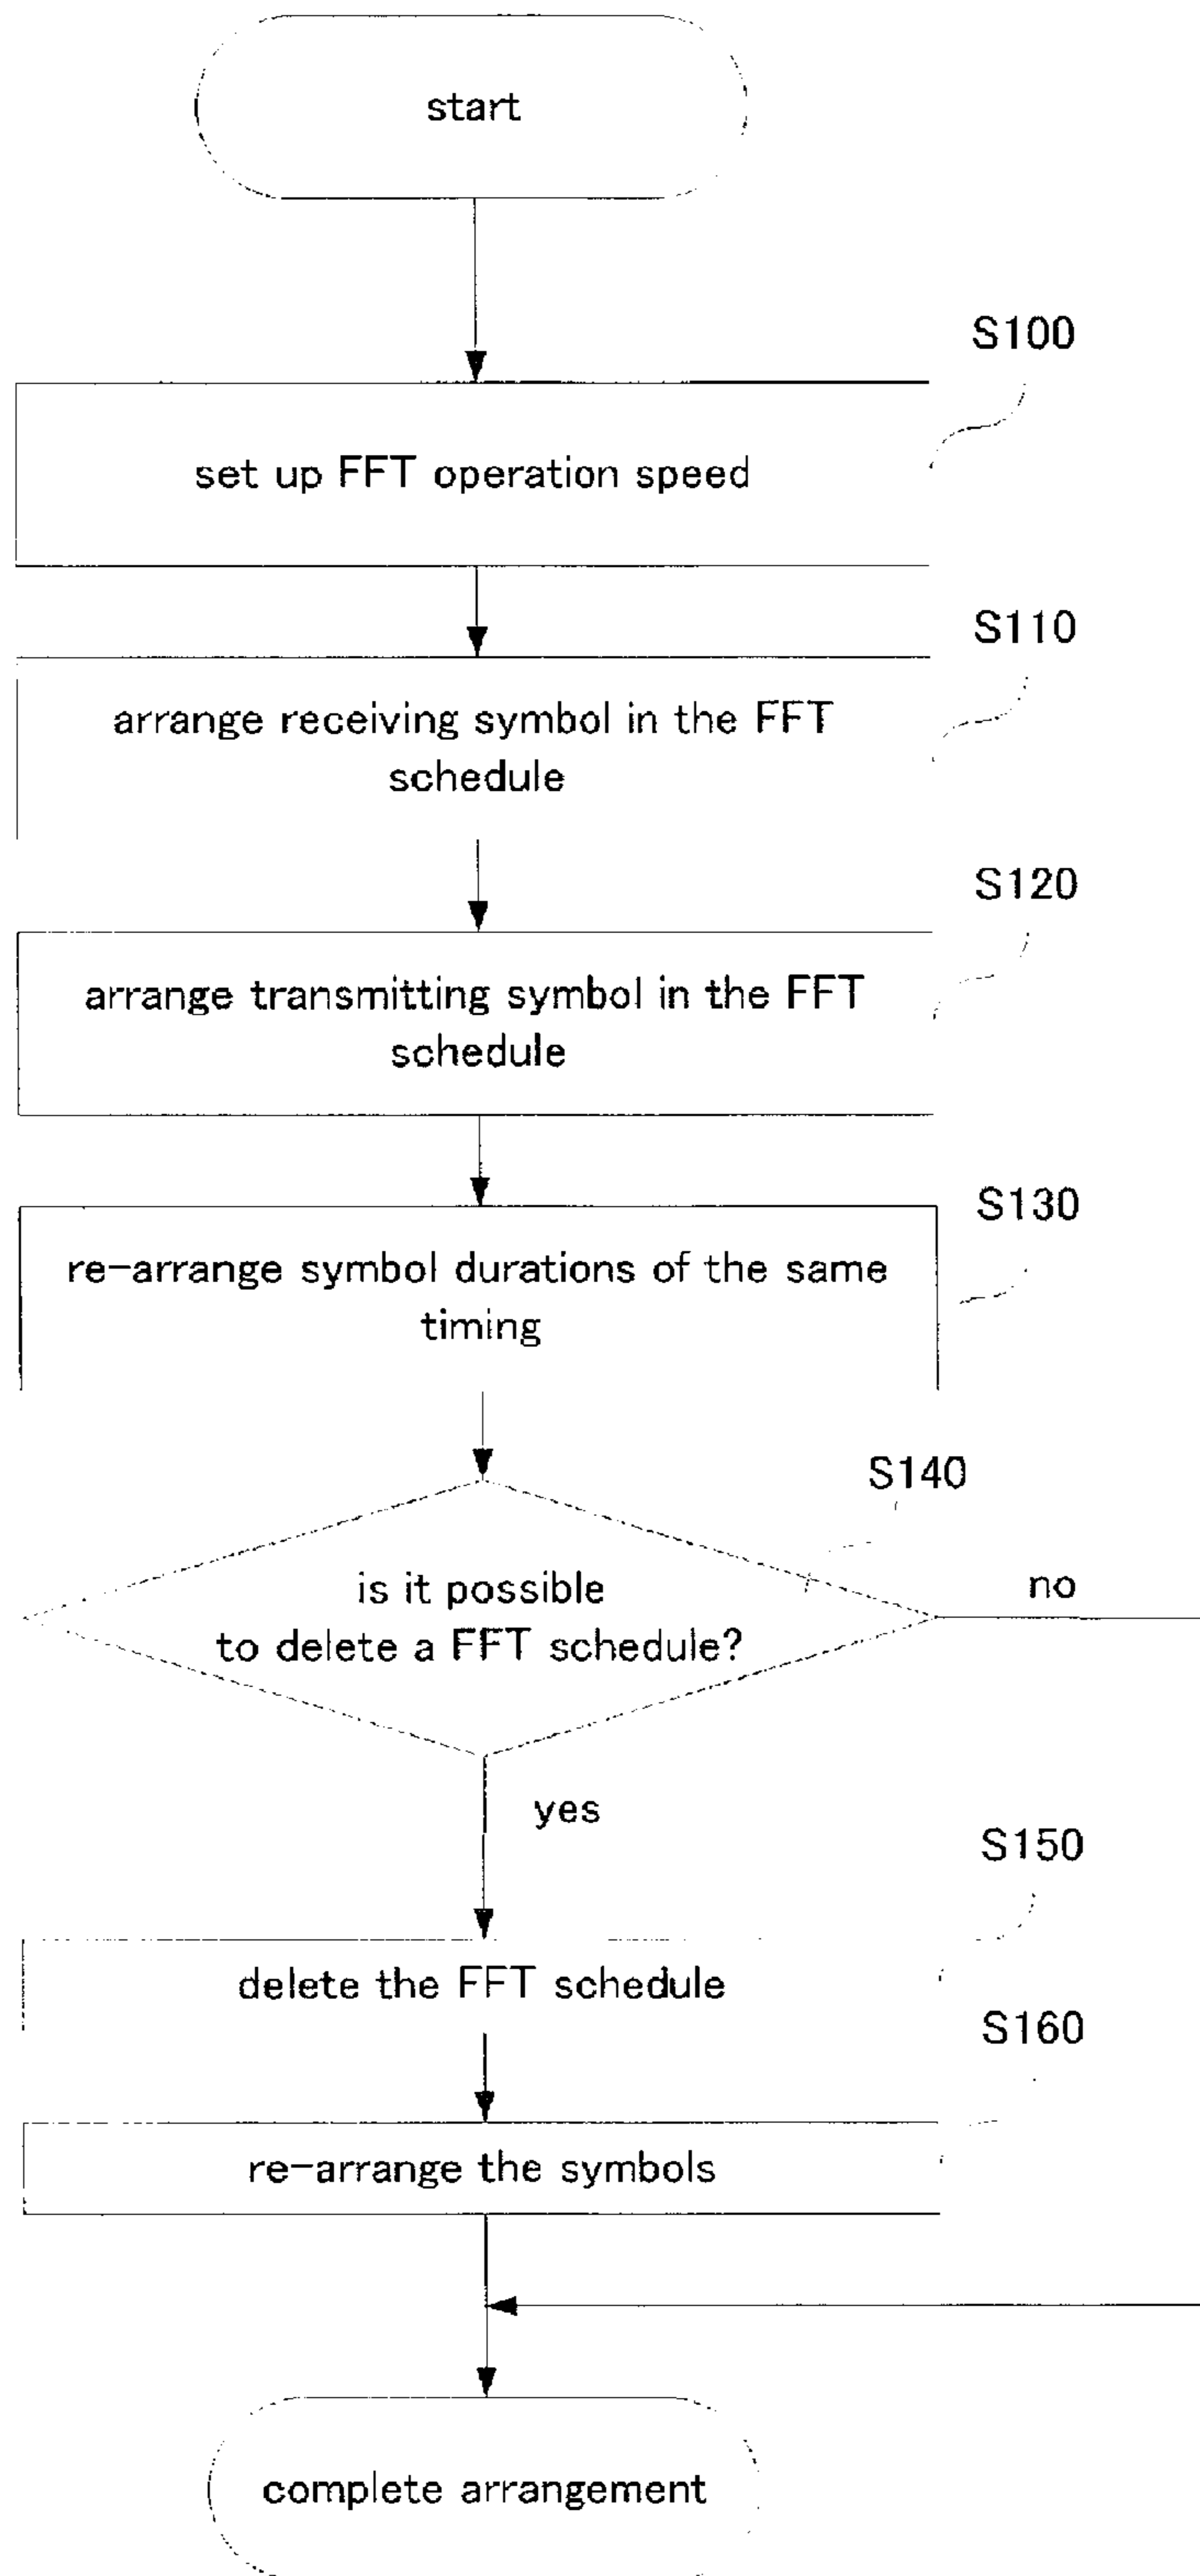 start
S100
set up FFT operation speed
S110
arrange receiving symbol in the FFT
schedule
S120
arrange transmitting symbol in the FFT
schedule
S130
re-arrange symbol durations of the same
timing
S140
is it possible
to delete a FFT schedule?
no
yes
S150
delete the FFT schedule
S160
re-arrange the symbols
complete arrangement